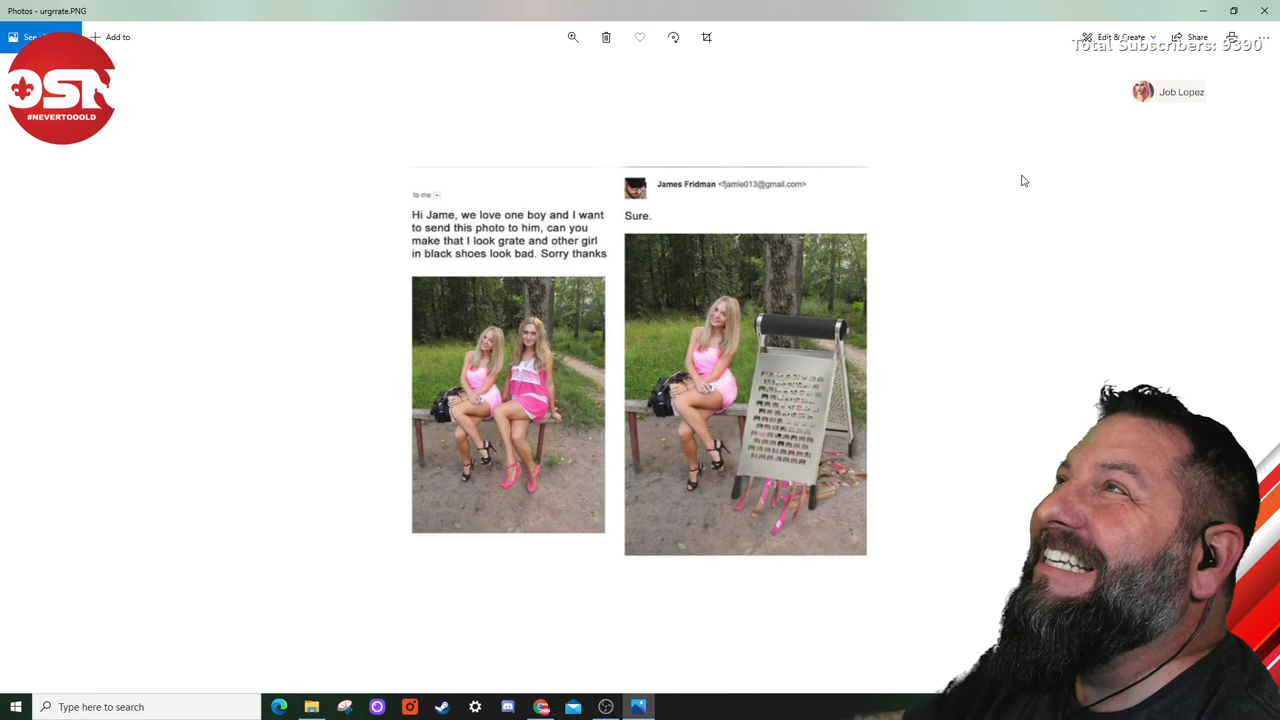 Photos - urgrrate.PNG
See
Add to
Edit & Create
Share
Total Subscribers: 9390
OSN
#NEVERTOOOLD
Job Lopez
to me
Hi Jame, we love one boy and I want
to send this photo to him, can you
make that I look grate and other girl
in black shoes look bad. Sorry thanks
James Fridman <fjamie013@gmail.com>
Sure.
Type here to search